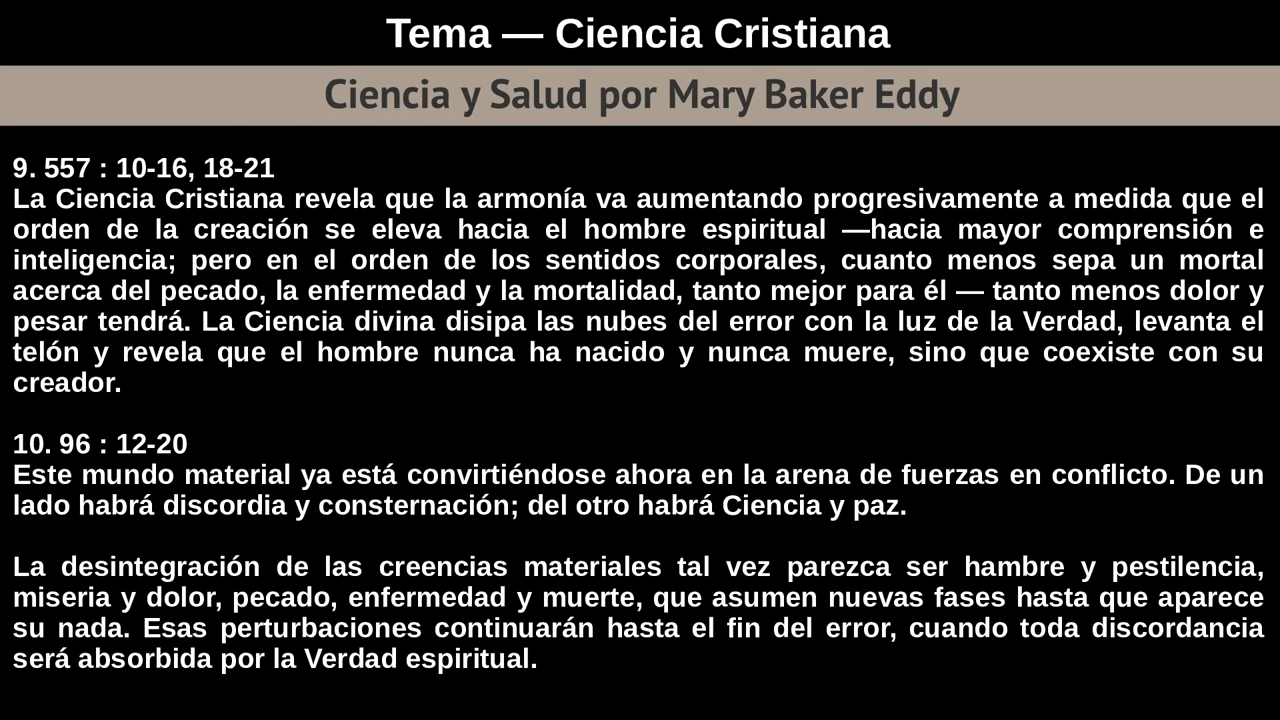 Tema — Ciencia Cristiana
Ciencia y Salud por Mary Baker Eddy
9. 557 : 10-16, 18-21
La Ciencia Cristiana revela que la armonía va aumentando progresivamente a medida que el
orden de la creación se eleva hacia el hombre espiritual —hacia mayor comprensión e
inteligencia; pero en el orden de los sentidos corporales, cuanto menos sepa un mortal
acerca del pecado, la enfermedad y la mortalidad, tanto mejor para él — tanto menos dolor y
pesar tendrá. La Ciencia divina disipa las nubes del error con la luz de la Verdad, levanta el
telón y revela que el hombre nunca ha nacido y nunca muere, sino que coexiste con su
creador.
10. 96 : 12-20
Este mundo material ya está convirtiéndose ahora en la arena de fuerzas en conflicto. De un
lado habrá discordia y consternación; del otro habrá Ciencia y paz.
La desintegración de las creencias materiales tal vez parezca ser hambre y pestilencia,
miseria y dolor, pecado, enfermedad y muerte, que asumen nuevas fases hasta que aparece
su nada. Esas perturbaciones continuarán hasta el fin del error, cuando toda discordancia
será absorbida por la Verdad espiritual.